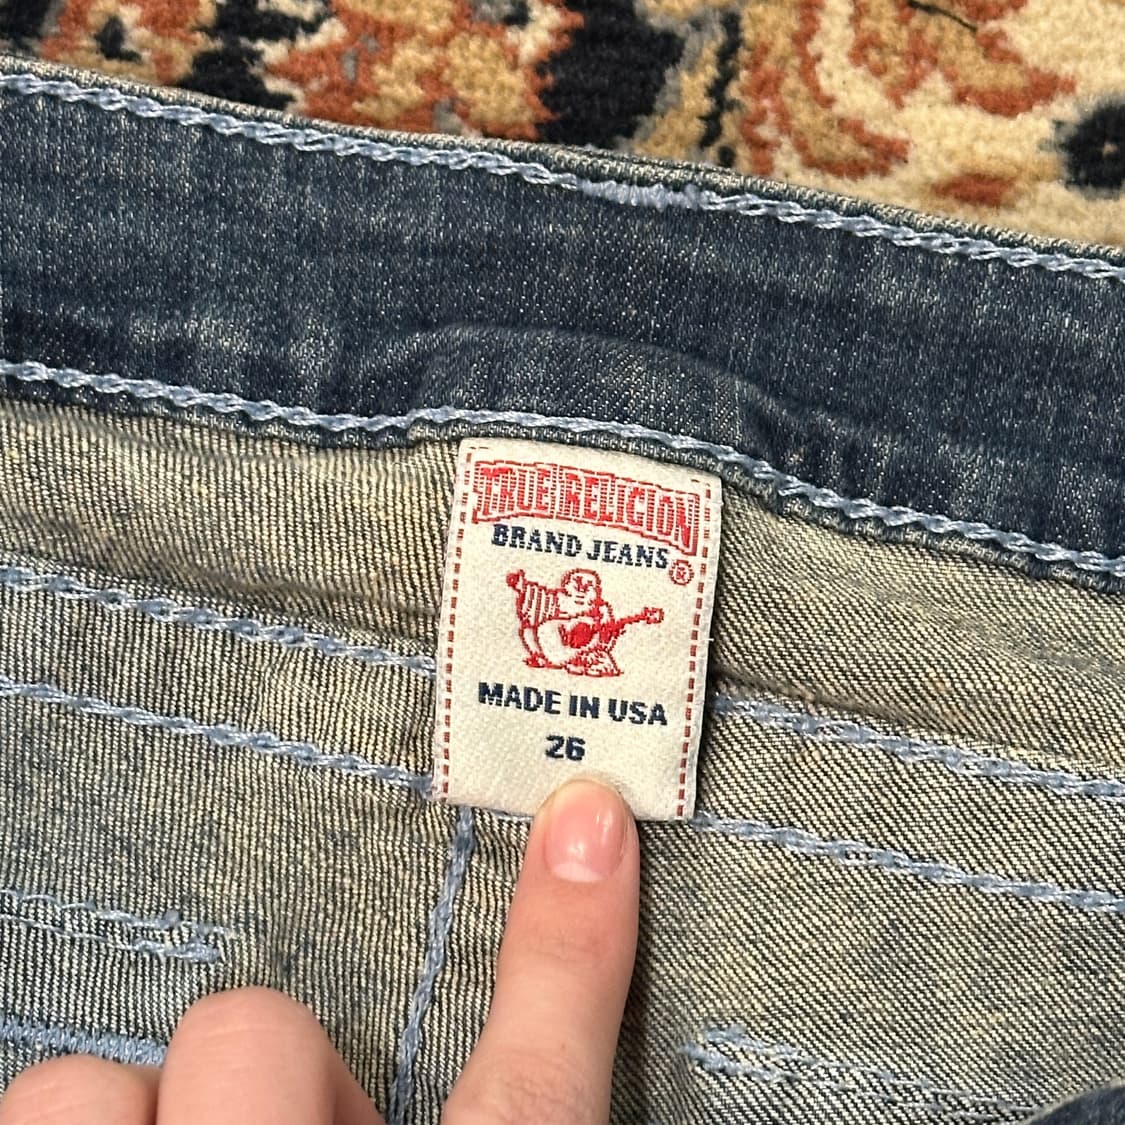 TRUE RELIGION
BRAND JEANS®
MADE IN USA
26